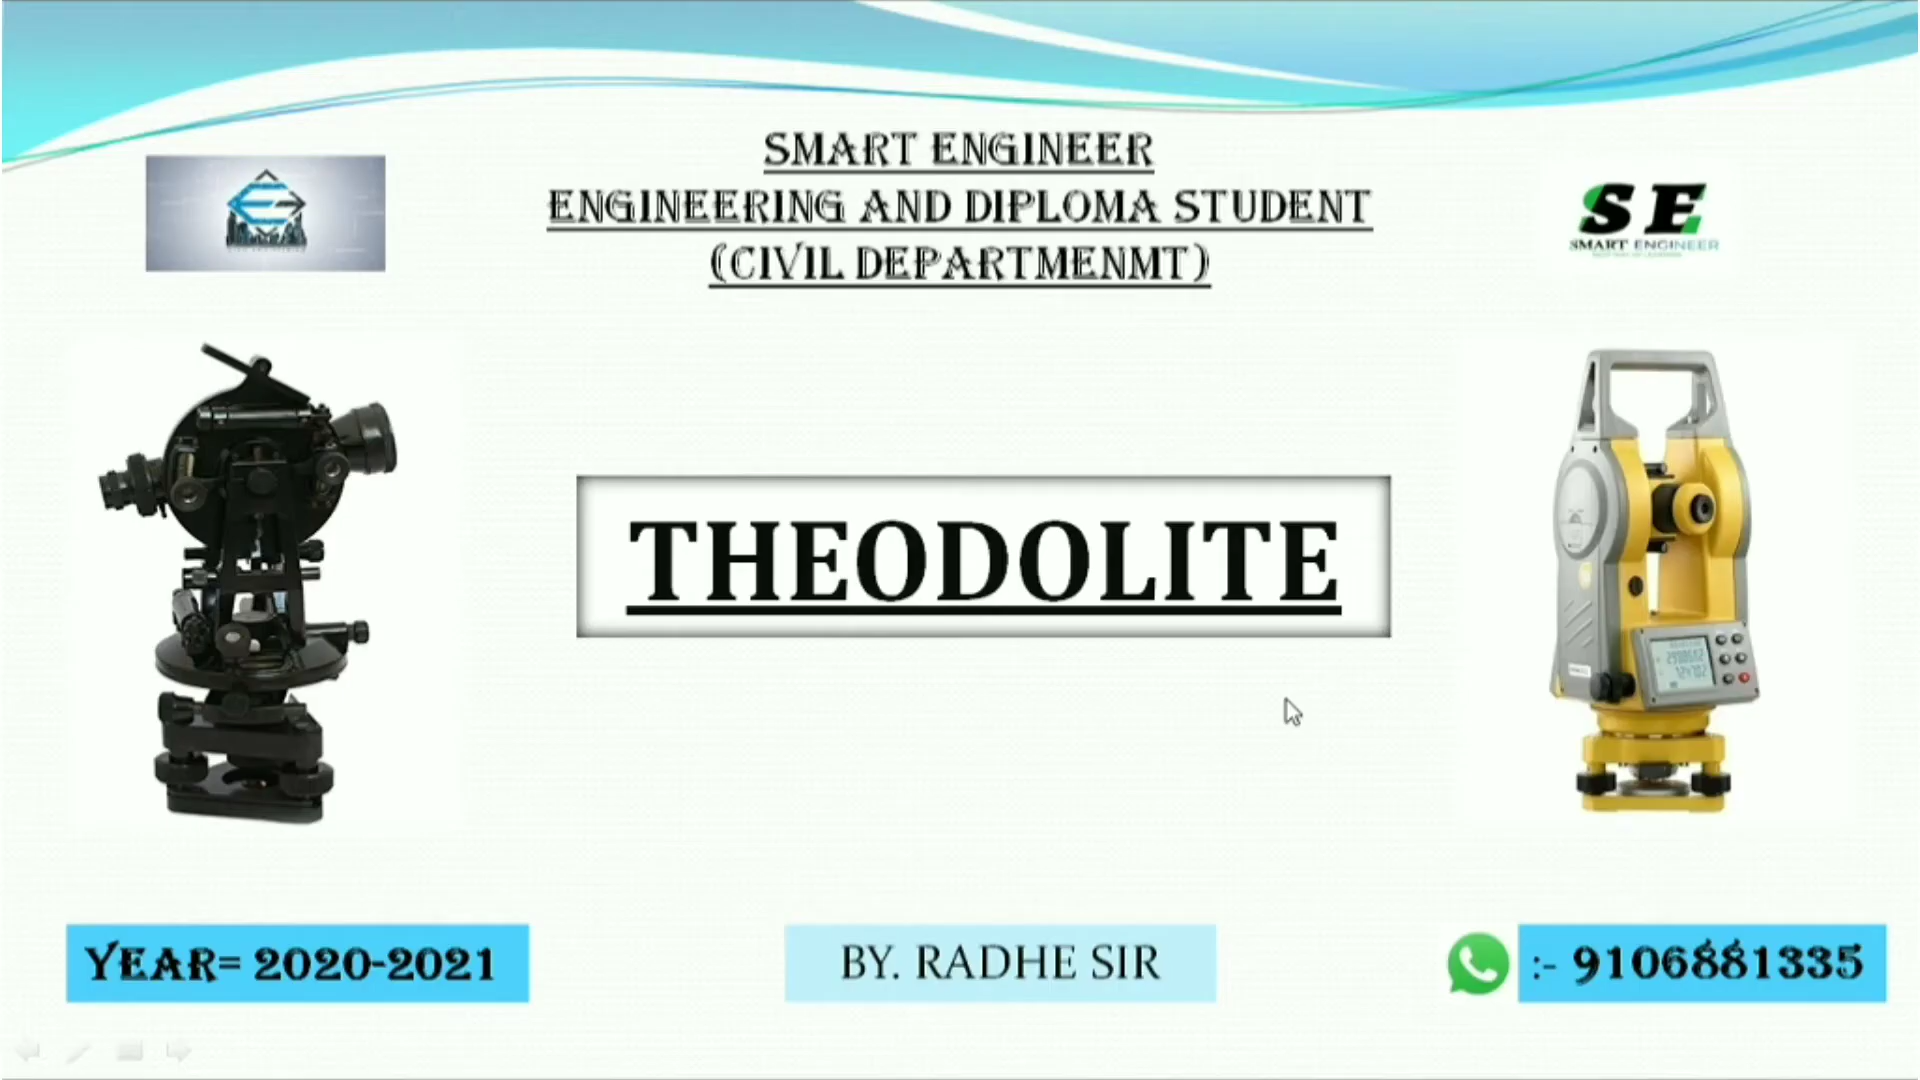 SMART ENGINEER
ENGINEERING AND DIPLOMA STUDENT
(CIVIL DEPARTMENMT)
SE
SMART ENGINEER
THEODOLITE
YEAR= 2020-2021
BY. RADHE SIR
:- 9106881335